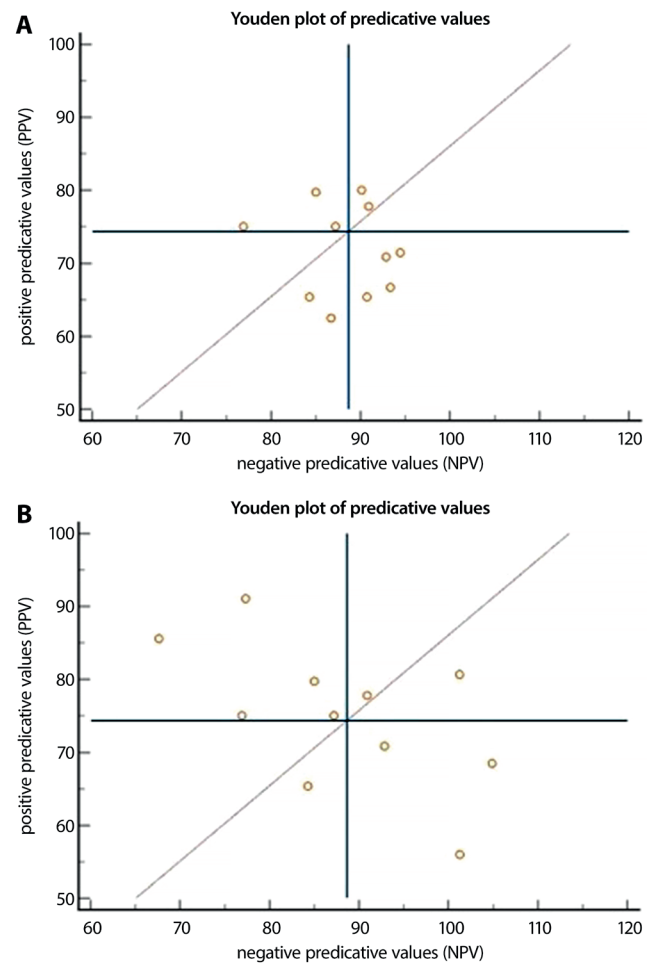 A
Youden plot of predicative values
100
90
80
70
60
50
positive predicative values (PPV)
60 70 80 90 100 110 120
negative predicative values (NPV)
B
Youden plot of predicative values
100
90
80
70
60
50
positive predicative values (PPV)
60 70 80 90 100 110 120
negative predicative values (NPV)